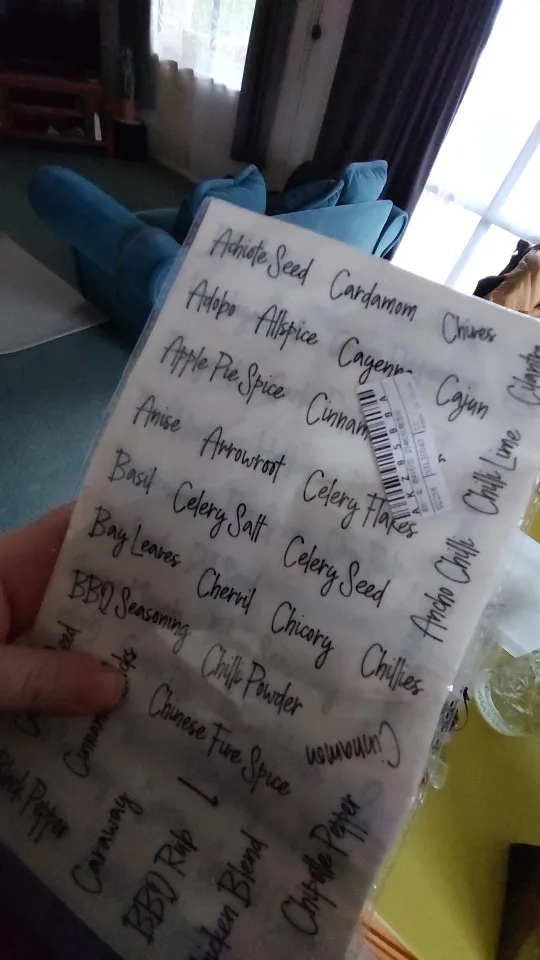 Achiote Seed Cardamom Chives
Adobo Allspice Cayenne Cajun
Apple Pie Spice
Anise Arrowroot Celery Flakes
Basil Celery Salt Celery Seed
Bay Leaves Chervil Chicory Chillies
BBQ Seasoning Chilli Powder
Chinese Five Spice
Cinnamon
Chilli Lime
Ancho Chilli
Caraway
BBQ Rub
1
Blend
Chipotle Pepper
Pepper